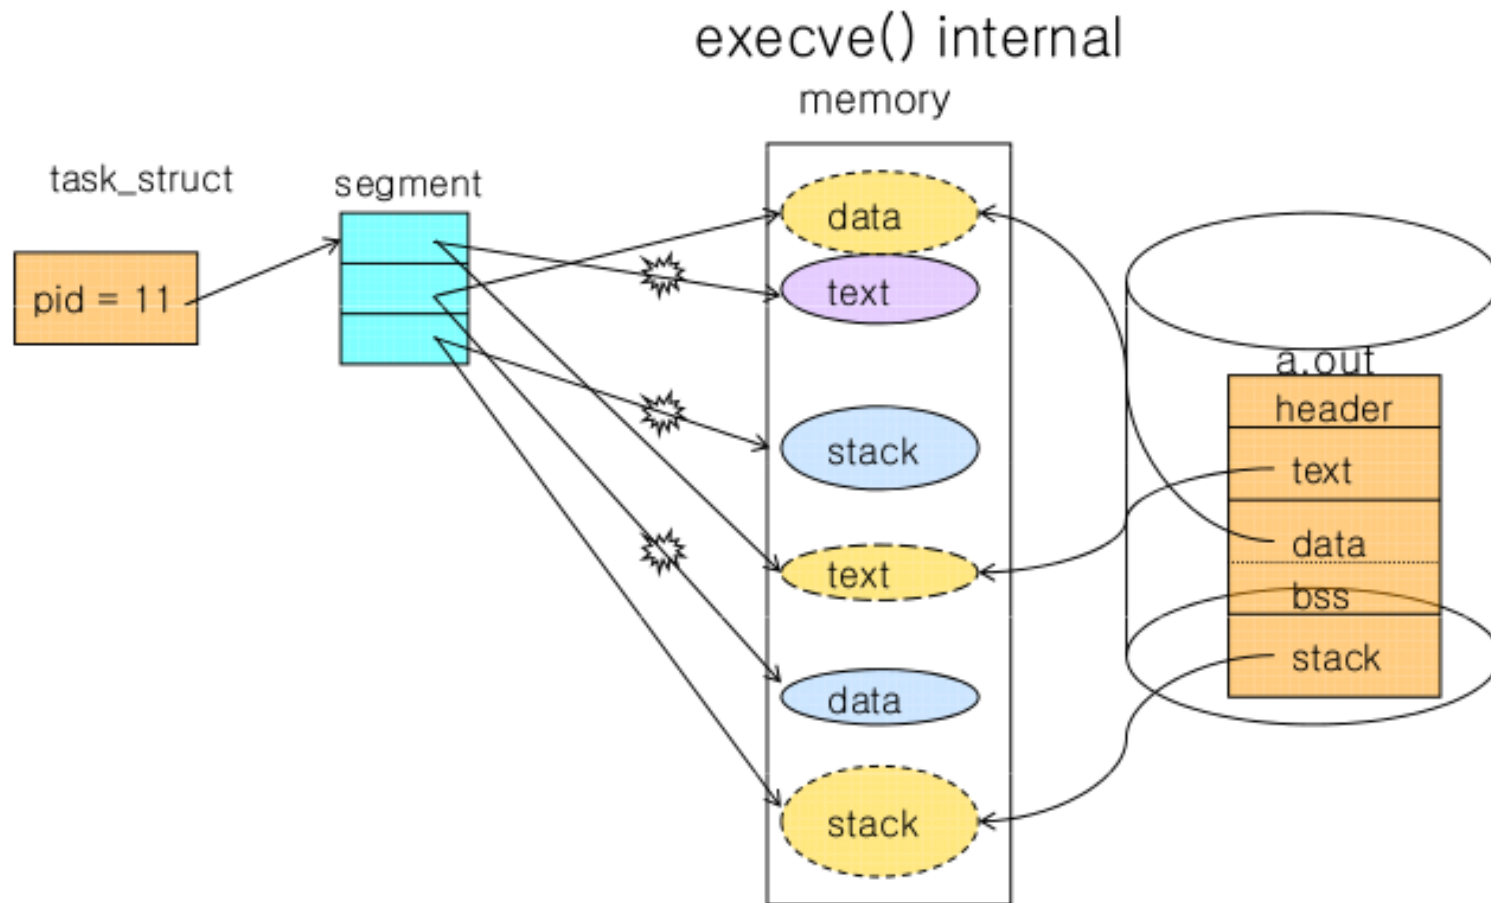 execve() internal
memory
task_struct
segment
pid = 11
data
text
stack
text
data
stack
a.out
header
text
data
bss
stack